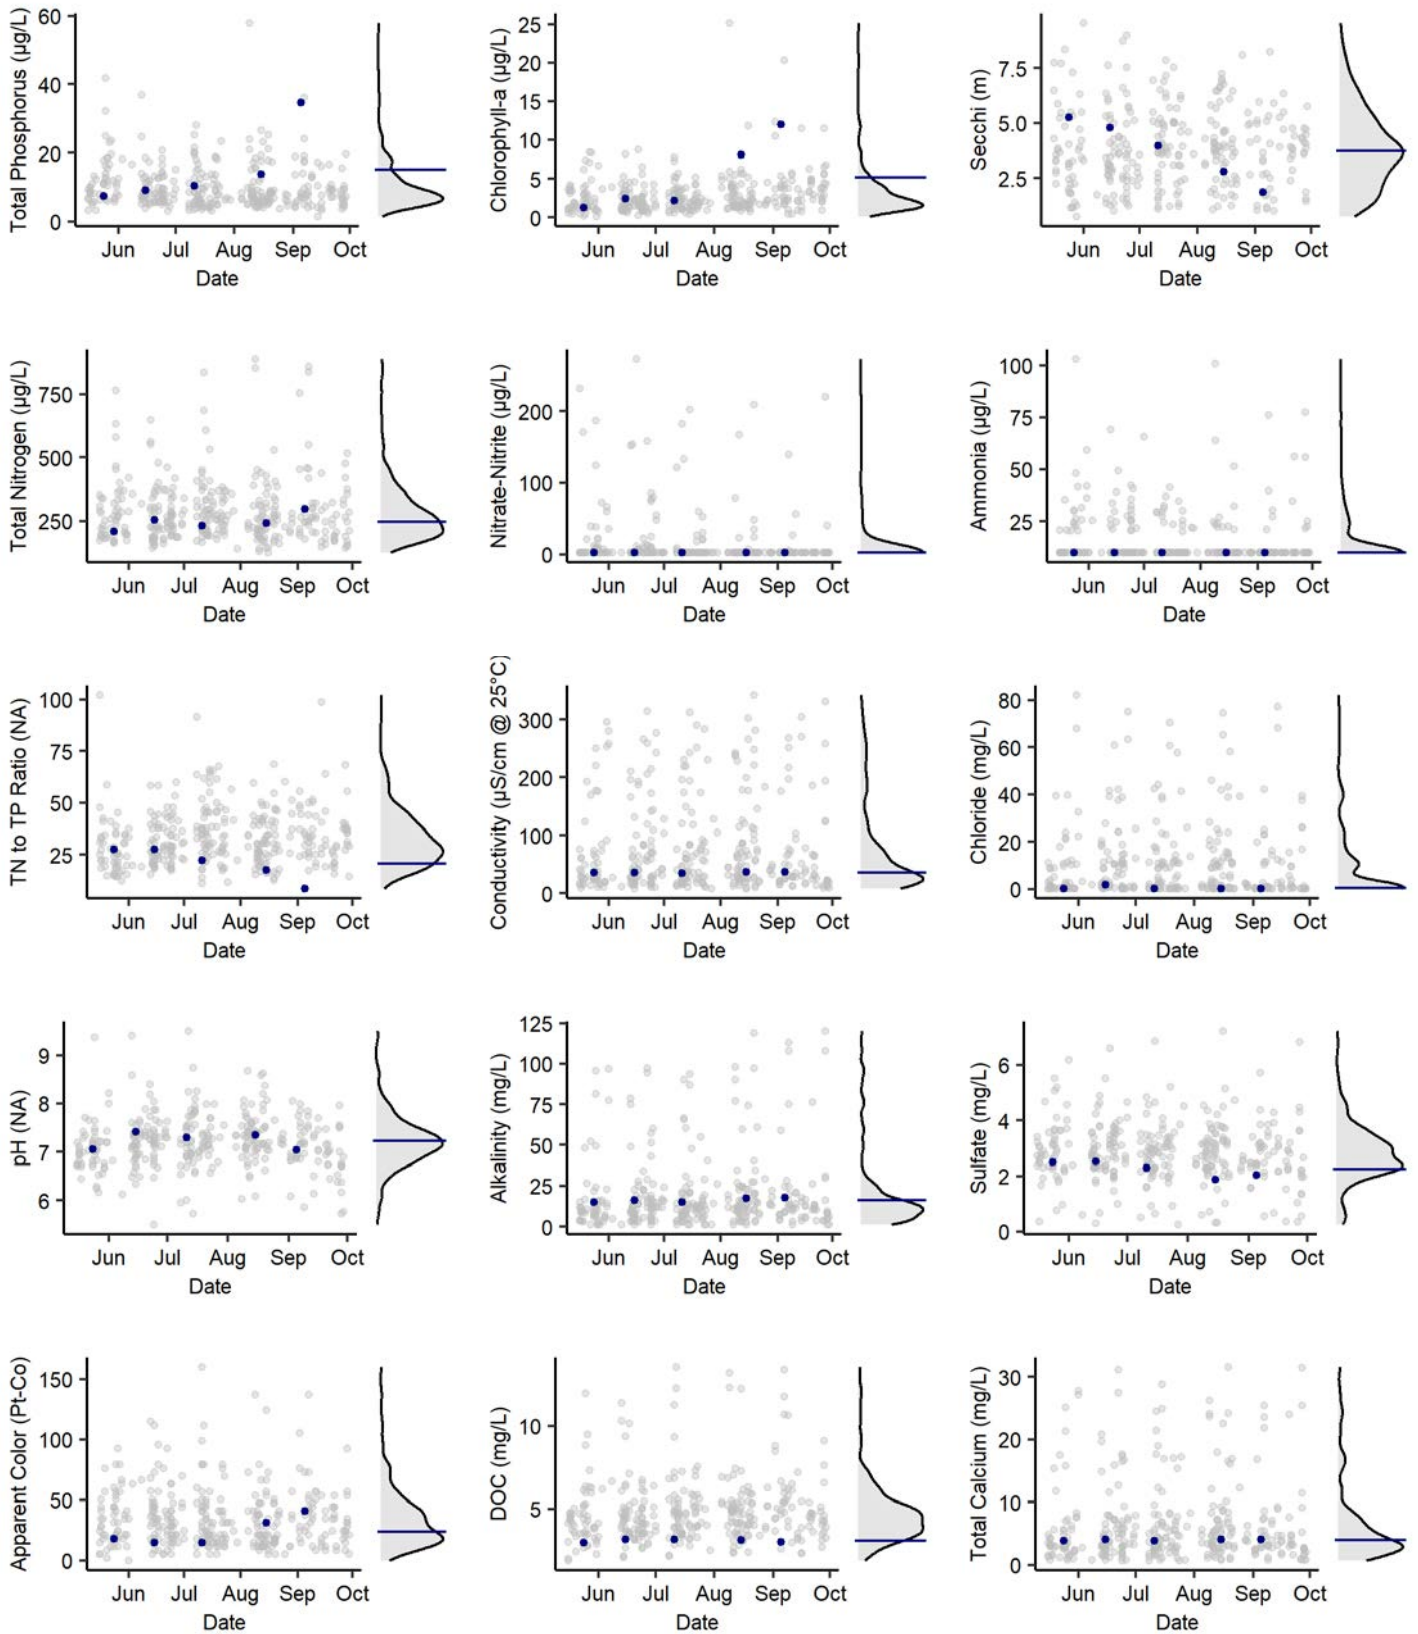 Total Phosphorus (µg/L)
60
40
20
0
Jun Jul Aug Sep Oct
Date
Chlorophyll-a (µg/L)
25
20
15
10
5
0
Jun Jul Aug Sep Oct
Date
Secchi (m)
7.5
5.0
2.5
Jun Jul Aug Sep Oct
Date
Total Nitrogen (µg/L)
750
500
250
Jun Jul Aug Sep Oct
Date
Nitrate-Nitrite (µg/L)
200
100
0
Jun Jul Aug Sep Oct
Date
Ammonia (µg/L)
100
75
50
25
Jun Jul Aug Sep Oct
Date
TN to TP Ratio (NA)
100
75
50
25
Jun Jul Aug Sep Oct
Date
Conductivity (µS/cm @ 25°C)
300
200
100
0
Jun Jul Aug Sep Oct
Date
Chloride (mg/L)
80
60
40
20
0
Jun Jul Aug Sep Oct
Date
pH (NA)
9
8
7
6
Jun Jul Aug Sep Oct
Date
Alkalinity (mg/L)
125
100
75
50
25
0
Jun Jul Aug Sep Oct
Date
Sulfate (mg/L)
6
4
2
0
Jun Jul Aug Sep Oct
Date
Apparent Color (Pt-Co)
150
100
50
0
Jun Jul Aug Sep Oct
Date
DOC (mg/L)
10
5
Jun Jul Aug Sep Oct
Date
Total Calcium (mg/L)
30
20
10
0
Jun Jul Aug Sep Oct
Date